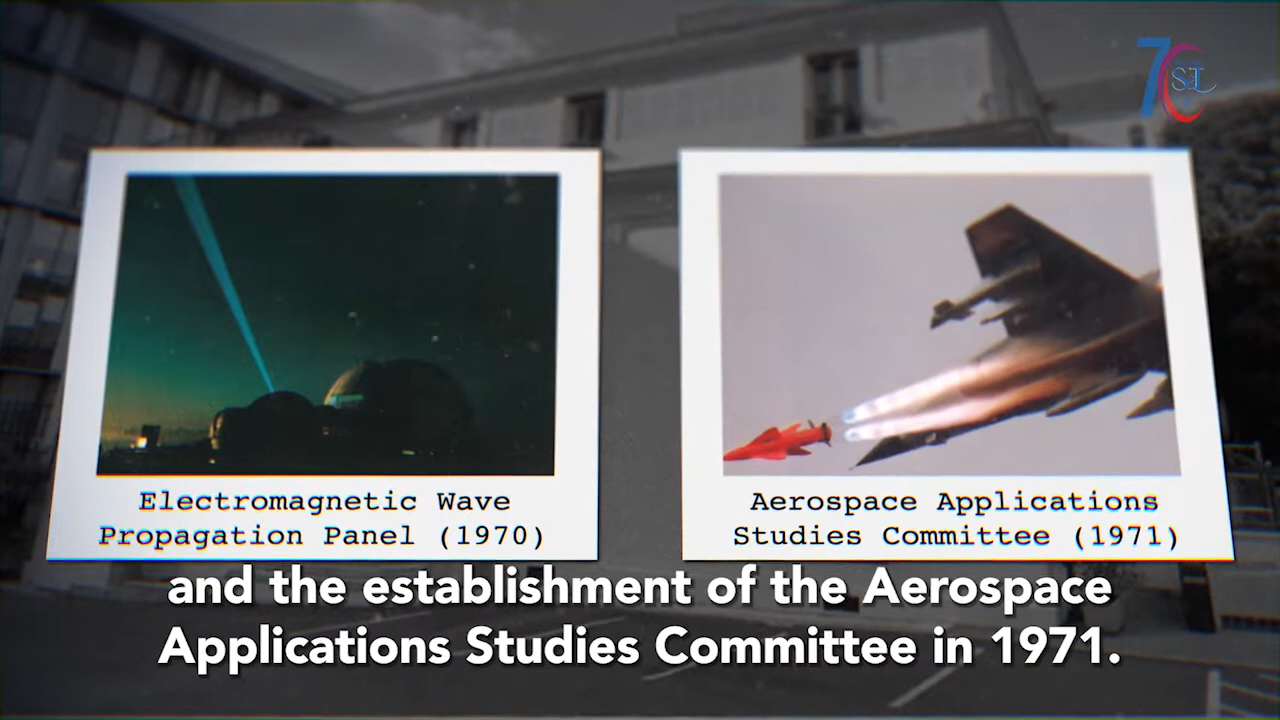 70
Electromagnetic Wave
Propagation Panel (1970)
Aerospace Applications
Studies Committee (1971)
and the establishment of the Aerospace
Applications Studies Committee in 1971.